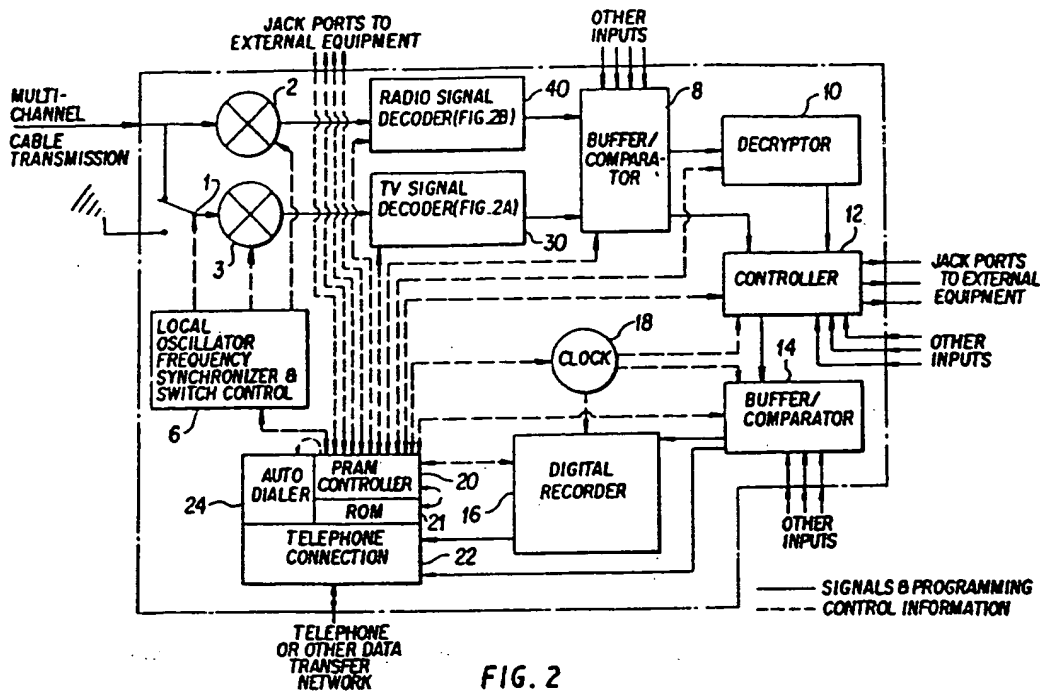 JACK PORTS TO
EXTERNAL EQUIPMENT
OTHER
INPUTS
MULTI-
CHANNEL
CABLE
TRANSMISSION
2
RADIO SIGNAL
DECODER(FIG.2B)
40
BUFFER/
COMPARA-
TOR
8
10
DECRYPTOR
1
3
TV SIGNAL
DECODER(FIG.2A)
30
12
CONTROLLER
JACK PORTS
TO EXTERNAL
EQUIPMENT
OTHER
INPUTS
LOCAL
OSCILLATOR
FREQUENCY
SYNCHRONIZER &
SWITCH CONTROL
6
18
CLOCK
14
BUFFER/
COMPARATOR
OTHER
INPUTS
24
AUTO
DIALER
PRAM
CONTROLLER
20
ROM
21
TELEPHONE
CONNECTION
22
16
DIGITAL
RECORDER
SIGNALS & PROGRAMMING
CONTROL INFORMATION
TELEPHONE
OR OTHER DATA
TRANSFER
NETWORK
FIG. 2